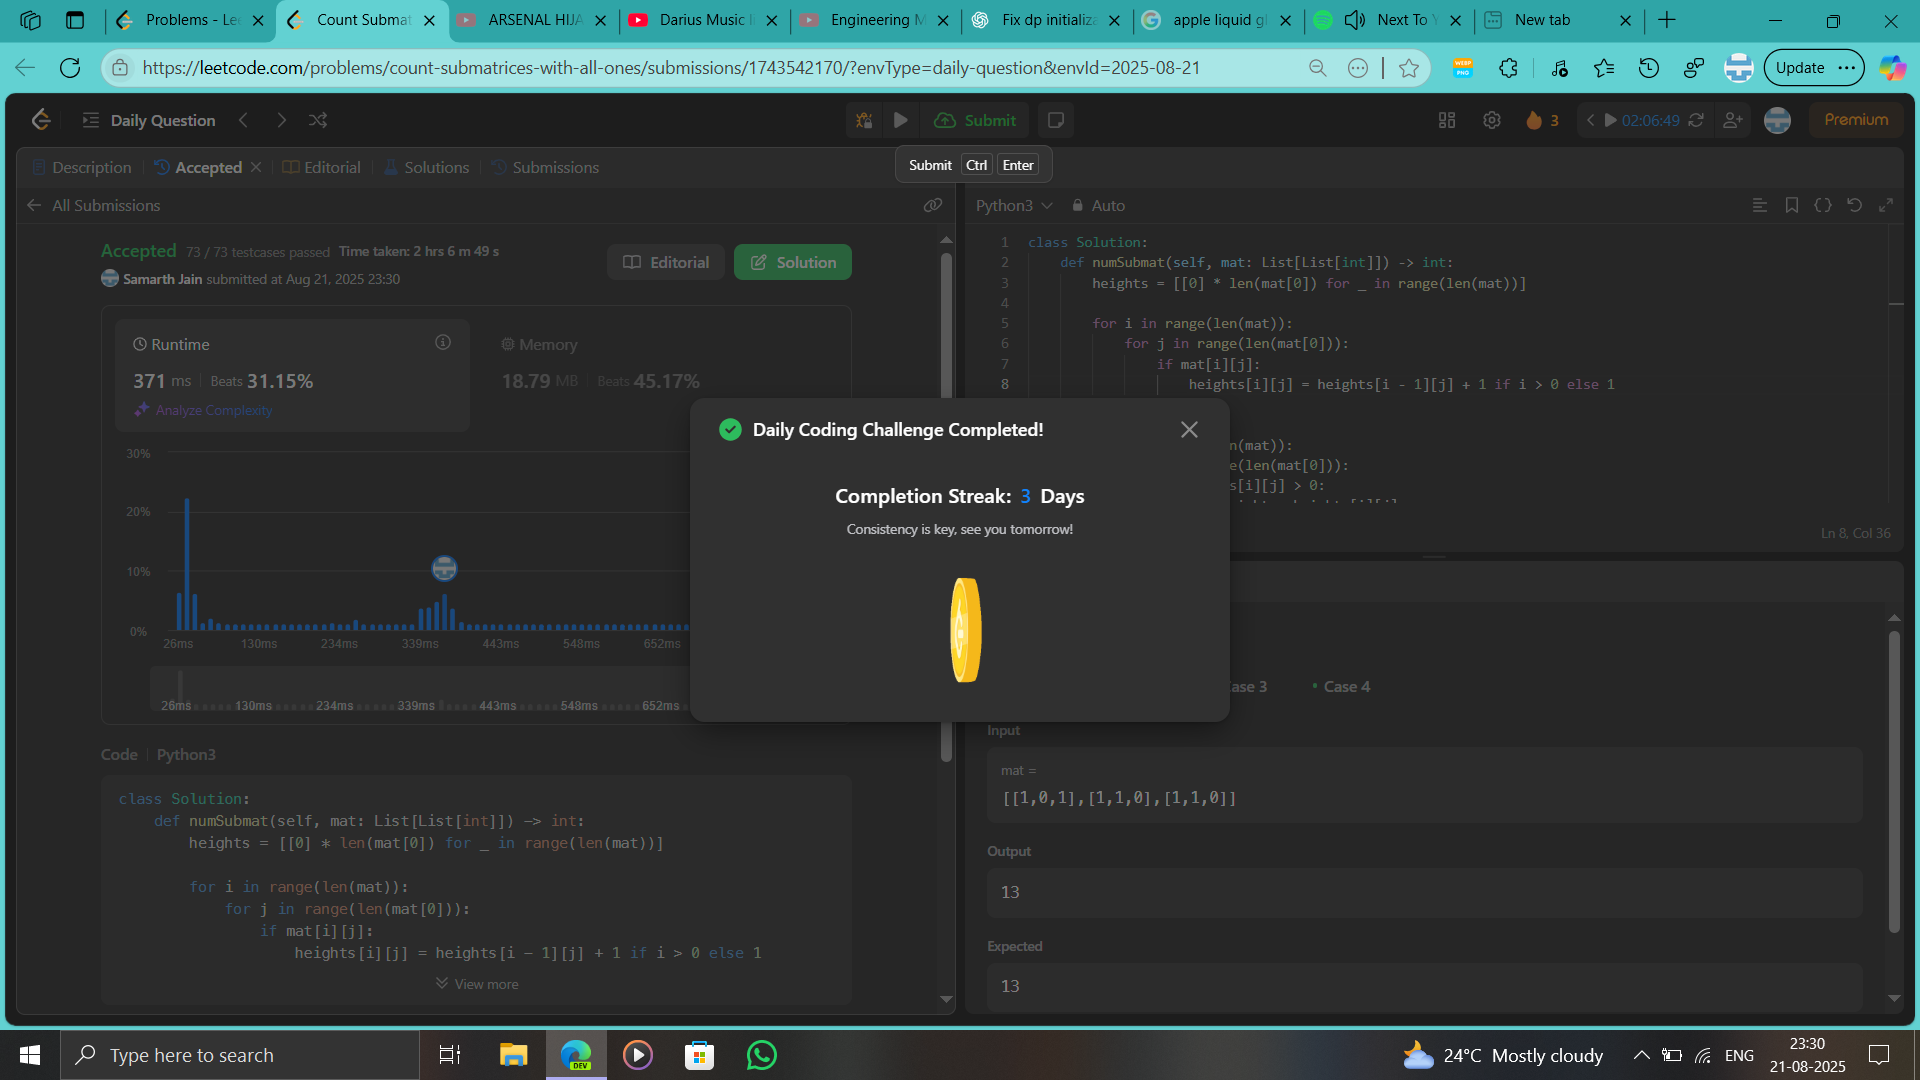 Problems - Lee
Count Submat
ARSENAL HIJA
Darius Music I
Engineering M
Fix dp initializa
apple liquid gl
Next To Y
New tab
https://leetcode.com/problems/count-submatrices-with-all-ones/submissions/1743542170/?envType=daily-question&envId=2025-08-21
WEBP
PNG
Update
Daily Question
Submit
3
02:06:49
Premium
Description
Accepted
Editorial
Solutions
Submissions
Submit Ctrl Enter
All Submissions
Python3
Auto
Accepted 73 / 73 testcases passed Time taken: 2 hrs 6 m 49 s
Samarth Jain submitted at Aug 21, 2025 23:30
Editorial
Solution
Runtime
371 ms Beats 31.15%
Analyze Complexity
Memory
18.79 MB Beats 45.17%
30%
20%
10%
0%
26ms 130ms 234ms 339ms 443ms 548ms 652ms
26ms 130ms 234ms 339ms 443ms 548ms 652ms
Code Python3
class Solution:
def numSubmat(self, mat: List[List[int]]) -> int:
heights = [[0] * len(mat[0]) for _ in range(len(mat))]
for i in range(len(mat)):
for j in range(len(mat[0])):
if mat[i][j]:
heights[i][j] = heights[i - 1][j] + 1 if i > 0 else 1
View more
1 class Solution:
2 def numSubmat(self, mat: List[List[int]]) -> int:
3 heights = [[0] * len(mat[0]) for _ in range(len(mat))]
4
5 for i in range(len(mat)):
6 for j in range(len(mat[0])):
7 if mat[i][j]:
8 heights[i][j] = heights[i - 1][j] + 1 if i > 0 else 1
n(mat)):
e(len(mat[0])):
s[i][j] > 0:
Ln 8, Col 36
Daily Coding Challenge Completed!
Completion Streak: 3 Days
Consistency is key, see you tomorrow!
ase 3
Case 4
Input
mat =
[[1,0,1],[1,1,0],[1,1,0]]
Output
13
Expected
13
Type here to search
DEV
24°C Mostly cloudy
ENG
23:30
21-08-2025